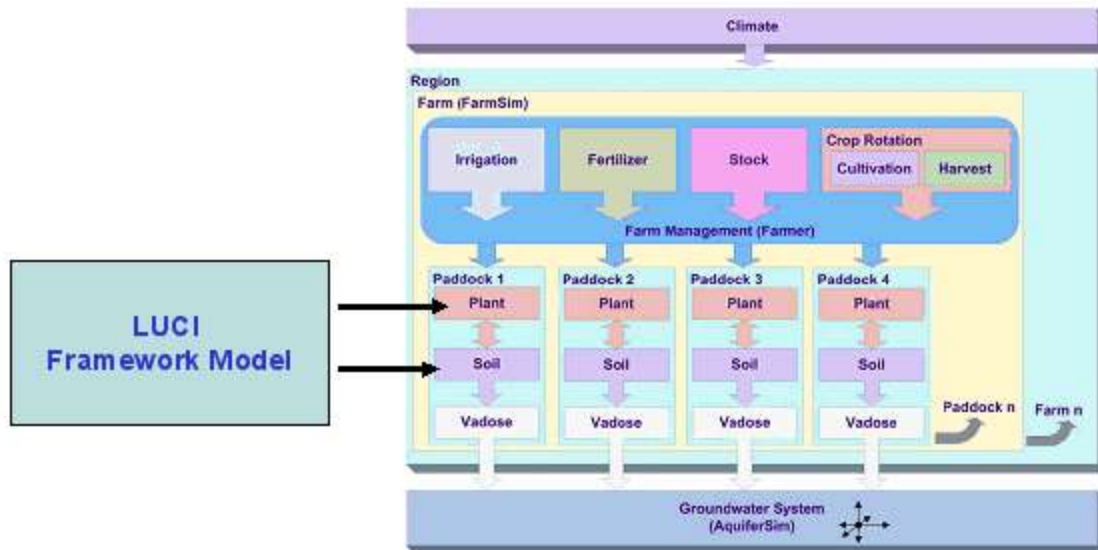 Climate
Region
Farm (FarmSim)
Irrigation
Fertilizer
Stock
Crop Rotation
Cultivation
Harvest
Farm Management (Farmer)
LUCI
Framework Model
Paddock 1
Plant
Soil
Vadose
Paddock 2
Plant
Soil
Vadose
Paddock 3
Plant
Soil
Vadose
Paddock 4
Plant
Soil
Vadose
Paddock n
Farm n
Groundwater System
(AquiferSim)